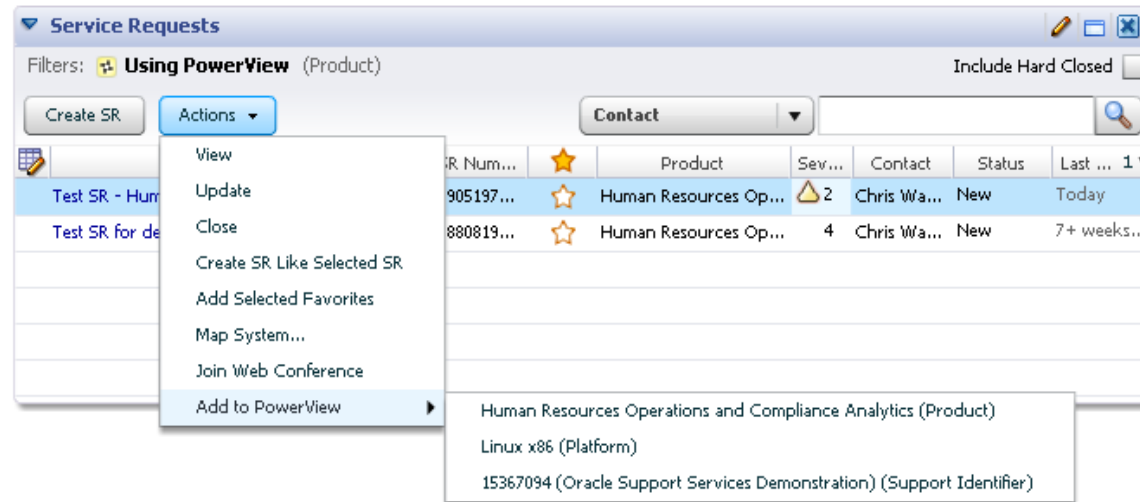 Service Requests
Filters: Using PowerView (Product) Include Hard Closed
Create SR Actions Contact
SR Num... Product Sev... Contact Status Last ... 1
Test SR - Hum 905197... Human Resources Op... 2 Chris Wa... New Today
Test SR for de 880819... Human Resources Op... 4 Chris Wa... New 7+ weeks...
View
Update
Close
Create SR Like Selected SR
Add Selected Favorites
Map System...
Join Web Conference
Add to PowerView
Human Resources Operations and Compliance Analytics (Product)
Linux x86 (Platform)
15367094 (Oracle Support Services Demonstration) (Support Identifier)